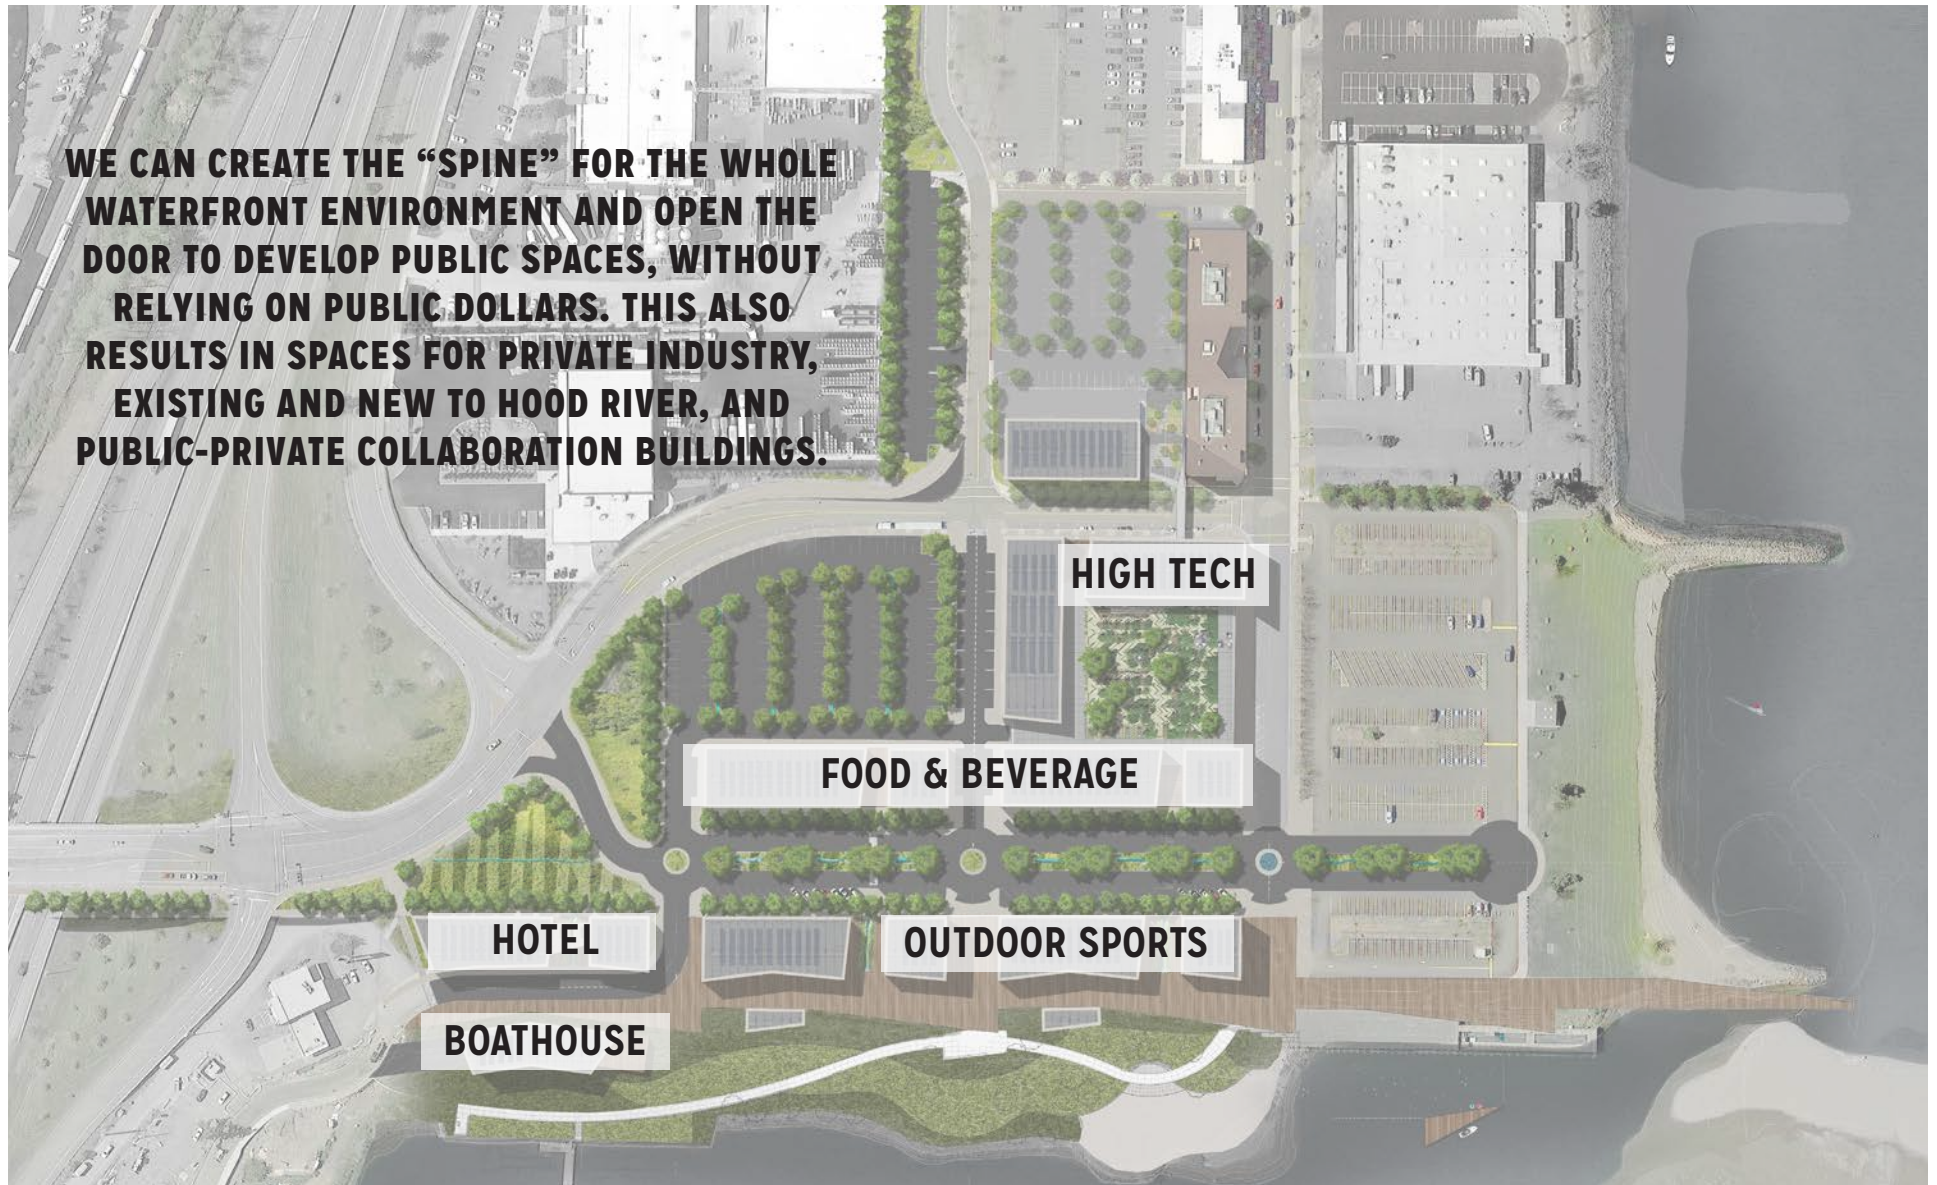 WE CAN CREATE THE “SPINE” FOR THE WHOLE
WATERFRONT ENVIRONMENT AND OPEN THE
DOOR TO DEVELOP PUBLIC SPACES, WITHOUT
RELYING ON PUBLIC DOLLARS. THIS ALSO
RESULTS IN SPACES FOR PRIVATE INDUSTRY,
EXISTING AND NEW TO HOOD RIVER, AND
PUBLIC-PRIVATE COLLABORATION BUILDINGS.
HIGH TECH
FOOD & BEVERAGE
HOTEL
OUTDOOR SPORTS
BOATHOUSE